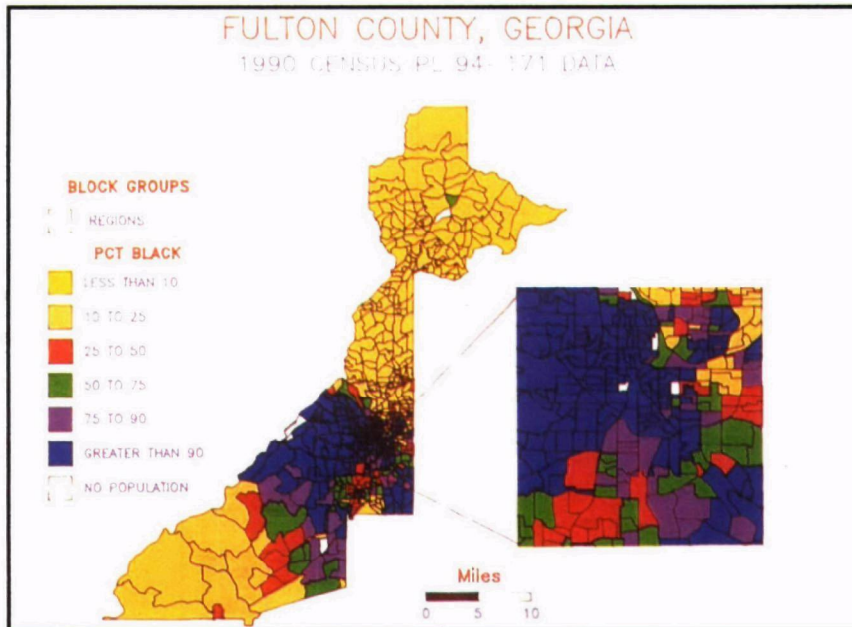 FULTON COUNTY, GEORGIA
1990 CENSUS PL 94-171 DATA
BLOCK GROUPS
REGIONS
PCT BLACK
LESS THAN 10
10 TO 25
25 TO 50
50 TO 75
75 TO 90
GREATER THAN 90
NO POPULATION
Miles
0 5 10